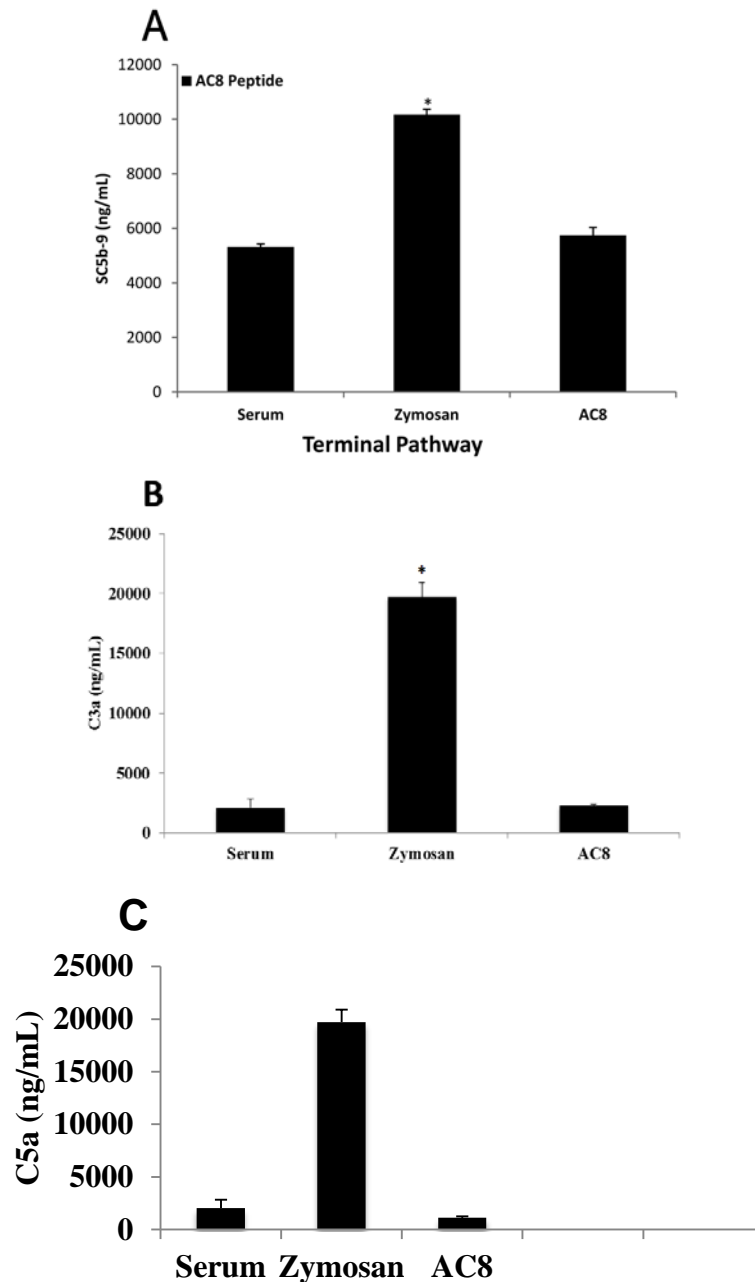 A
12000
AC8 Peptide
*
10000
8000
6000
4000
2000
0
SC5b-9 (ng/mL)
Serum Zymosan AC8
Terminal Pathway
B
25000
*
20000
15000
10000
5000
0
C3a (ng/mL)
Serum Zymosan AC8
C
25000
20000
15000
10000
5000
0
C5a (ng/mL)
Serum Zymosan AC8